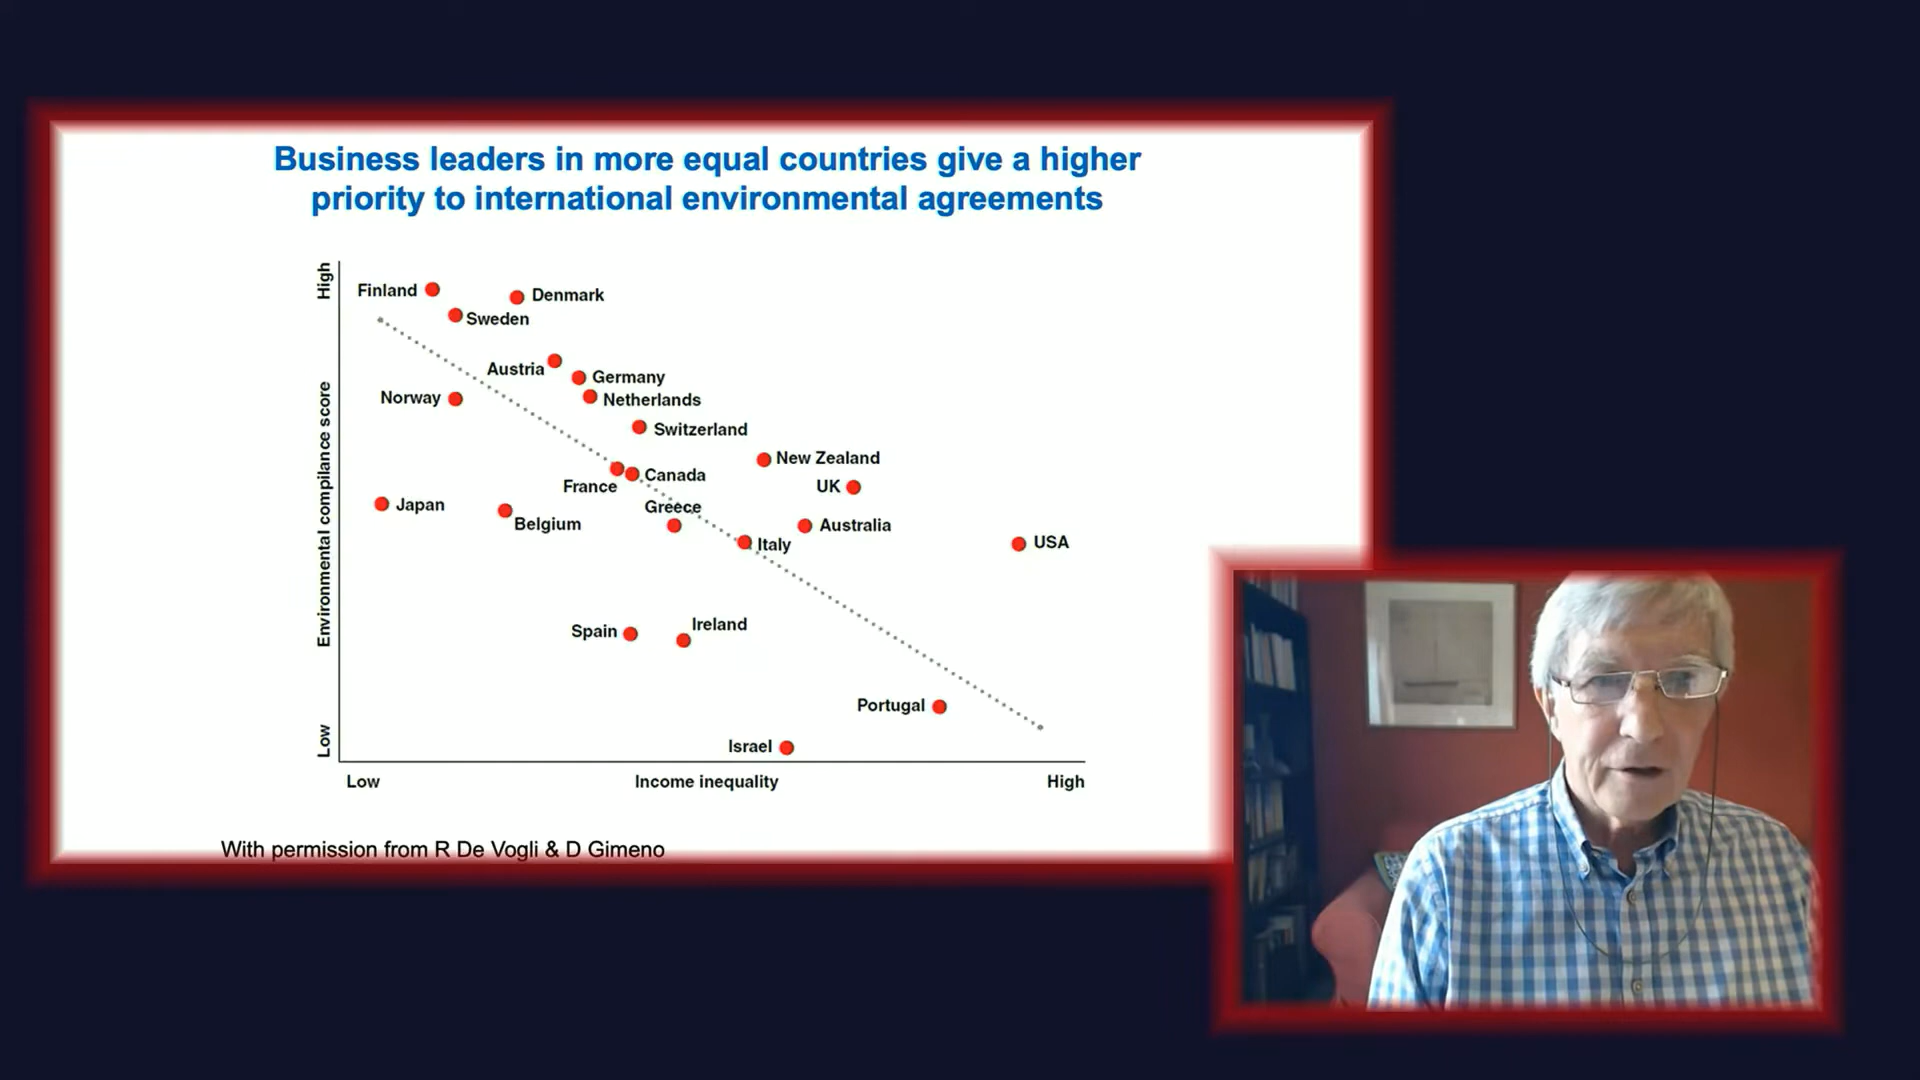 Business leaders in more equal countries give a higher
priority to international environmental agreements
High
Environmental compilance score
Low
Finland
Denmark
Sweden
Austria
Germany
Norway
Netherlands
Switzerland
New Zealand
Canada
France
UK
Japan
Greece
Belgium
Australia
Italy
USA
Spain
Ireland
Portugal
Israel
Low
Income inequality
High
With permission from R De Vogli & D Gimeno